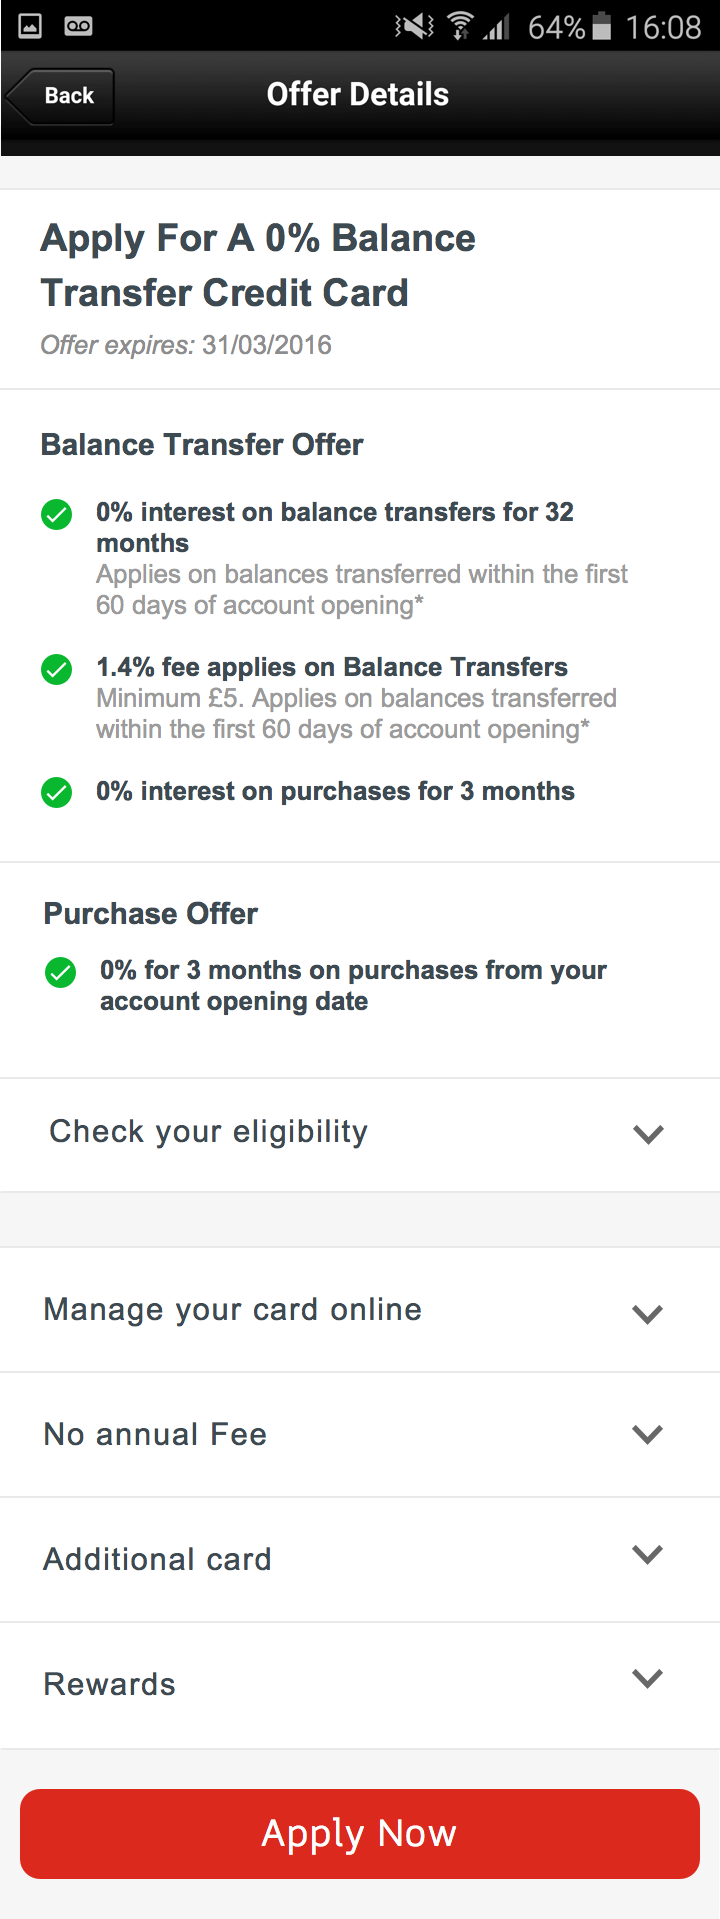 64% 16:08
Back
Offer Details
Apply For A 0% Balance
Transfer Credit Card
Offer expires: 31/03/2016
Balance Transfer Offer
0% interest on balance transfers for 32
months
Applies on balances transferred within the first
60 days of account opening*
1.4% fee applies on Balance Transfers
Minimum £5. Applies on balances transferred
within the first 60 days of account opening*
0% interest on purchases for 3 months
Purchase Offer
0% for 3 months on purchases from your
account opening date
Check your eligibility
Manage your card online
No annual Fee
Additional card
Rewards
Apply Now